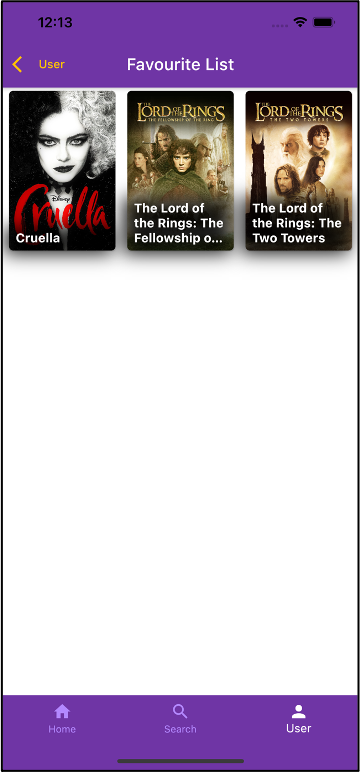 12:13
User
Favourite List
Disney
Cruella
Cruella
THE LORD OF THE RINGS
THE FELLOWSHIP OF THE RING
The Lord of
the Rings: The
Fellowship o...
THE LORD OF THE RINGS
THE TWO TOWERS
The Lord of
the Rings: The
Two Towers
Home
Search
User